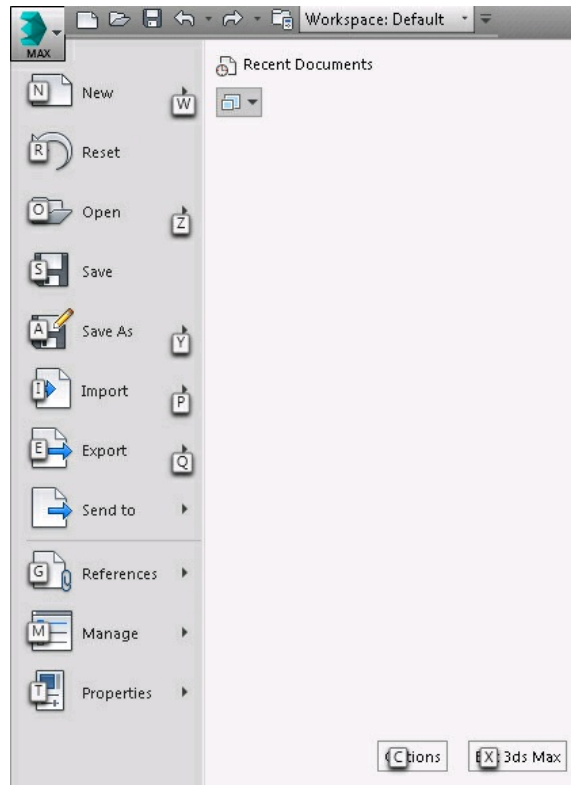 Workspace: Default
MAX
Recent Documents
N New W
R Reset
O Open Z
S Save
A Save As Y
I Import P
E Export Q
Send to
G References
M Manage
T Properties
C tions
X 3ds Max